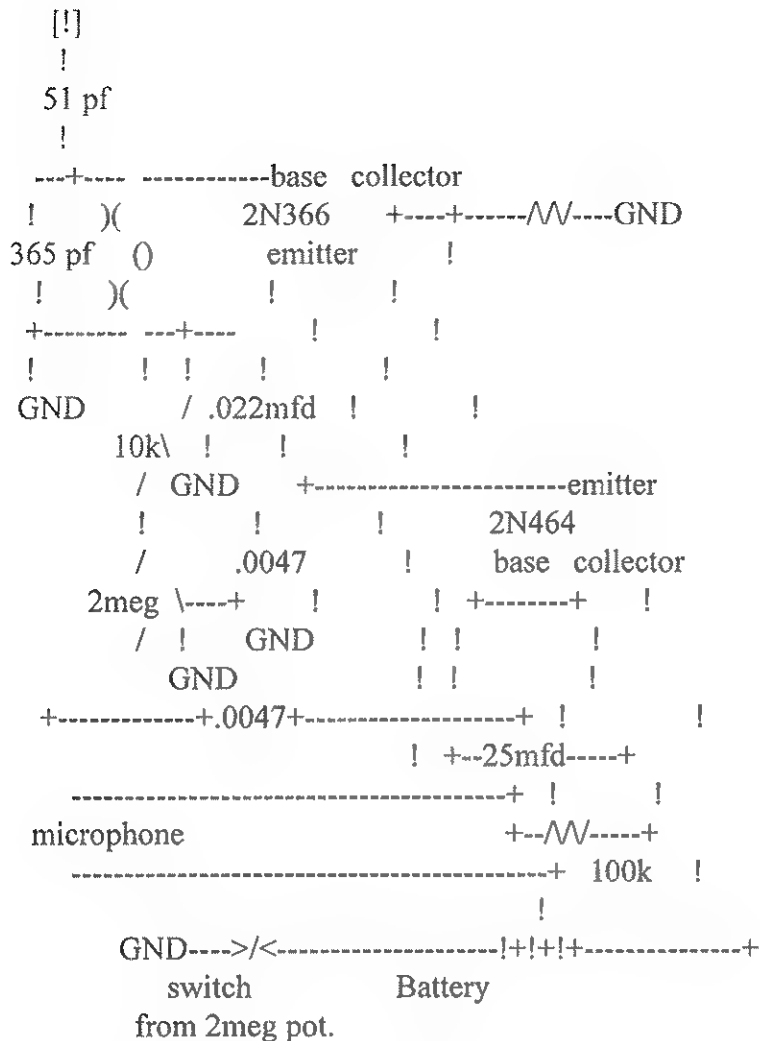 [!]
!
51 pf
!
---+---- ------------base collector
! )( 2N366 +----+------/\/\/----GND
365 pf () emitter !
! )( ! !
+-------- ---+---- ! !
! ! ! ! !
GND / .022mfd ! !
10k\ ! ! !
/ GND +-----------------------emitter
! ! ! 2N464
/ .0047 ! base collector
2meg \----+ ! ! +--------+ !
/ ! GND ! ! !
GND ! ! !
+-------------+.0047+--------------------+ ! !
! +--25mfd-----+
---------------------------------------+ ! !
microphone +--/\/\/-----+
-------------------------------------------+ 100k !
!
GND---->/<--------------------!+!+!+---------------+
switch Battery
from 2meg pot.